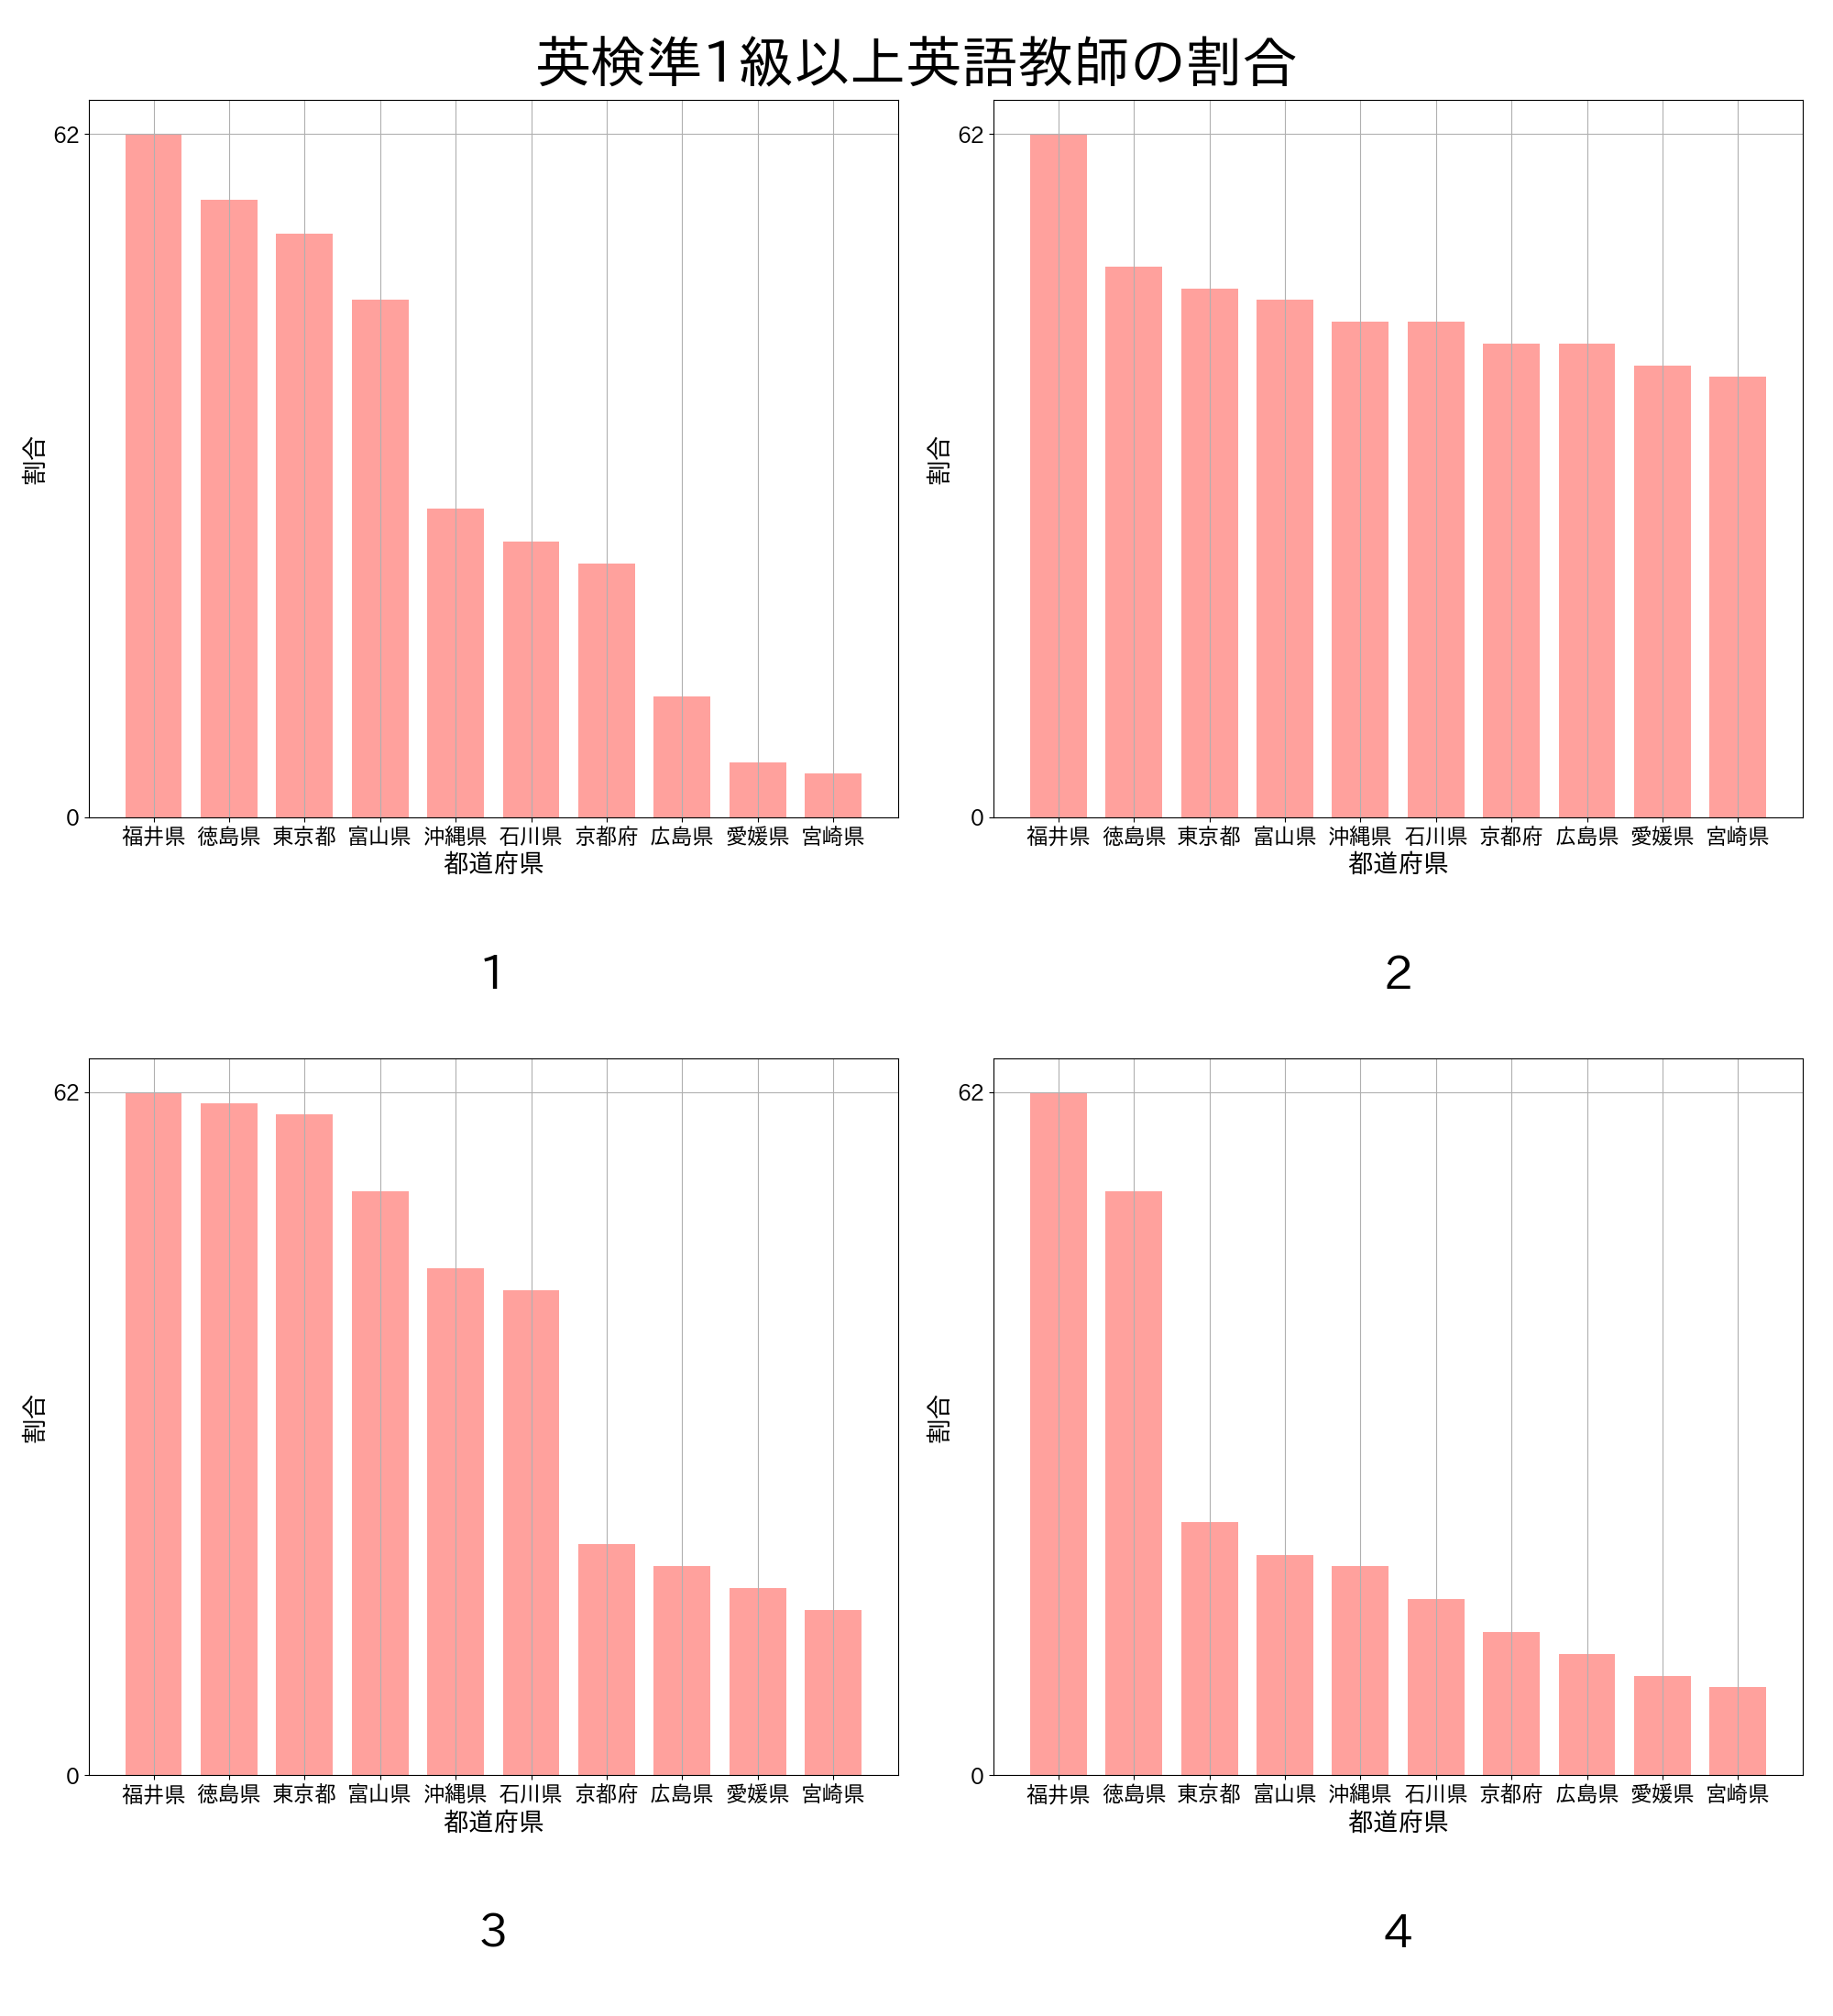 英検準1級以上英語教師の割合
62
0
割合
福井県 徳島県 東京都 富山県 沖縄県 石川県 京都府 広島県 愛媛県 宮崎県
都道府県
1
62
0
割合
福井県 徳島県 東京都 富山県 沖縄県 石川県 京都府 広島県 愛媛県 宮崎県
都道府県
2
62
0
割合
福井県 徳島県 東京都 富山県 沖縄県 石川県 京都府 広島県 愛媛県 宮崎県
都道府県
3
62
0
割合
福井県 徳島県 東京都 富山県 沖縄県 石川県 京都府 広島県 愛媛県 宮崎県
都道府県
4